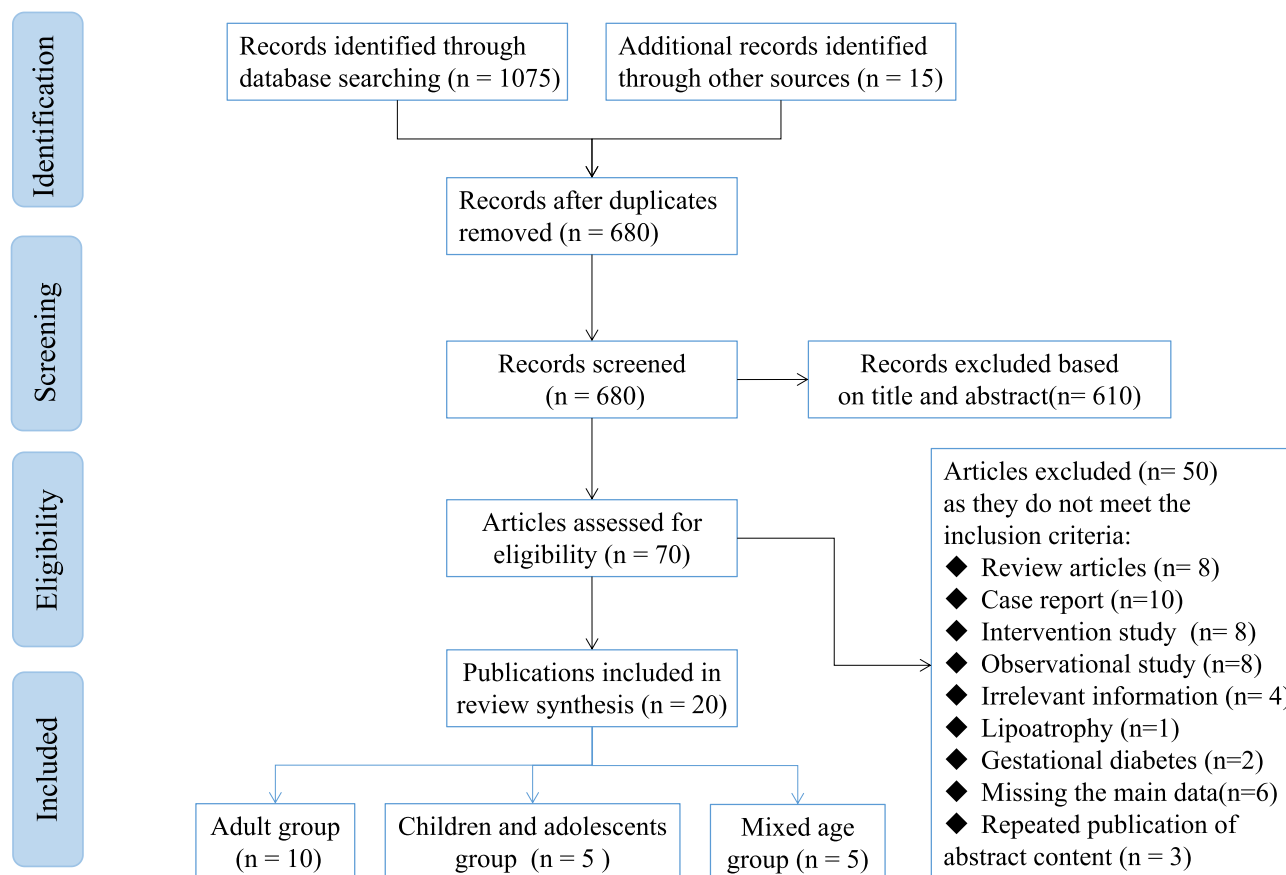 Identification
Records identified through
database searching (n = 1075)
Additional records identified
through other sources (n = 15)
Records after duplicates
removed (n = 680)
Screening
Records screened
(n = 680)
Records excluded based
on title and abstract(n= 610)
Eligibility
Articles assessed for
eligibility (n = 70)
Articles excluded (n= 50)
as they do not meet the
inclusion criteria:
◆ Review articles (n= 8)
◆ Case report (n=10)
◆ Intervention study (n= 8)
◆ Observational study (n=8)
◆ Irrelevant information (n= 4)
◆ Lipoatrophy (n=1)
◆ Gestational diabetes (n=2)
◆ Missing the main data(n=6)
◆ Repeated publication of
abstract content (n = 3)
Included
Publications included in
review synthesis (n = 20)
Adult group
(n = 10)
Children and adolescents
group (n = 5 )
Mixed age
group (n = 5)